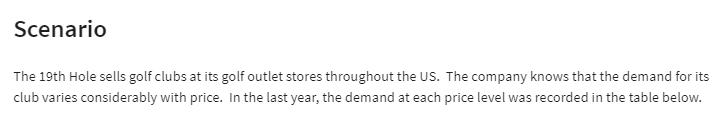 Scenario
The 19th Hole sells golf clubs at its golf outlet stores throughout the US.  The company knows that the demand for its
club varies considerably with price.  In the last year, the demand at each price level was recorded in the table below.